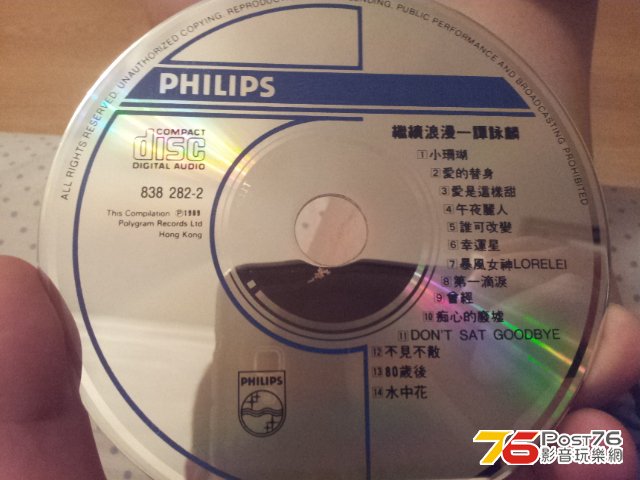 ALL RIGHTS RESERVED. UNAUTHORIZED COPYING, REPRODUCTION, LENDING, PUBLIC PERFORMANCE AND BROADCASTING PROHIBITED
PHILIPS
COMPACT
disc
DIGITAL AUDIO
838 282-2
This Compilation Ⓟ1989
Polygram Records Ltd
Hong Kong
繼續浪漫─譚詠麟
1 小珊瑚
2 愛的替身
3 愛是這樣甜
4 午夜麗人
5 誰可改變
6 幸運星
7 暴風女神LORELEI
8 第一滴淚
9 曾經
10 痴心的廢墟
11 DON'T SAT GOODBYE
12 不見不散
13 80歲後
14 水中花
PHILIPS
76 Post76
影音玩樂網